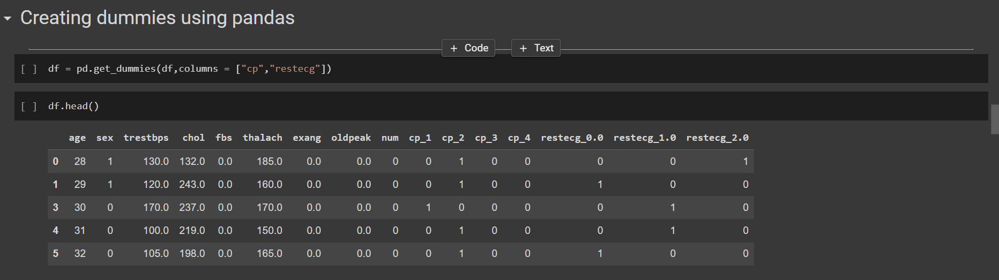 Creating dummies using pandas
+ Code + Text
[ ] df = pd.get_dummies(df,columns = ["cp","restecg"])
[ ] df.head()
age sex trestbps chol fbs thalach exang oldpeak num cp_1 cp_2 cp_3 cp_4 restecg_0.0 restecg_1.0 restecg_2.0
0 28 1 130.0 132.0 0.0 185.0 0.0 0.0 0 0 1 0 0 0 0 1
1 29 1 120.0 243.0 0.0 160.0 0.0 0.0 0 0 1 0 0 1 0 0
3 30 0 170.0 237.0 0.0 170.0 0.0 0.0 0 1 0 0 0 0 1 0
4 31 0 100.0 219.0 0.0 150.0 0.0 0.0 0 0 1 0 0 0 1 0
5 32 0 105.0 198.0 0.0 165.0 0.0 0.0 0 0 1 0 0 1 0 0